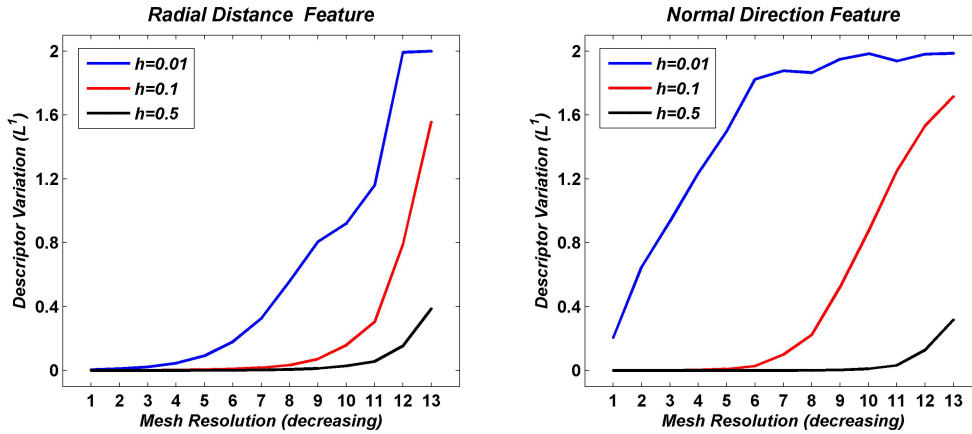 Radial Distance Feature
2
1.6
1.2
0.8
0.4
0
Descriptor Variation (L1)
h=0.01
h=0.1
h=0.5
1 2 3 4 5 6 7 8 9 10 11 12 13
Mesh Resolution (decreasing)
Normal Direction Feature
2
1.6
1.2
0.8
0.4
0
Descriptor Variation (L1)
h=0.01
h=0.1
h=0.5
1 2 3 4 5 6 7 8 9 10 11 12 13
Mesh Resolution (decreasing)